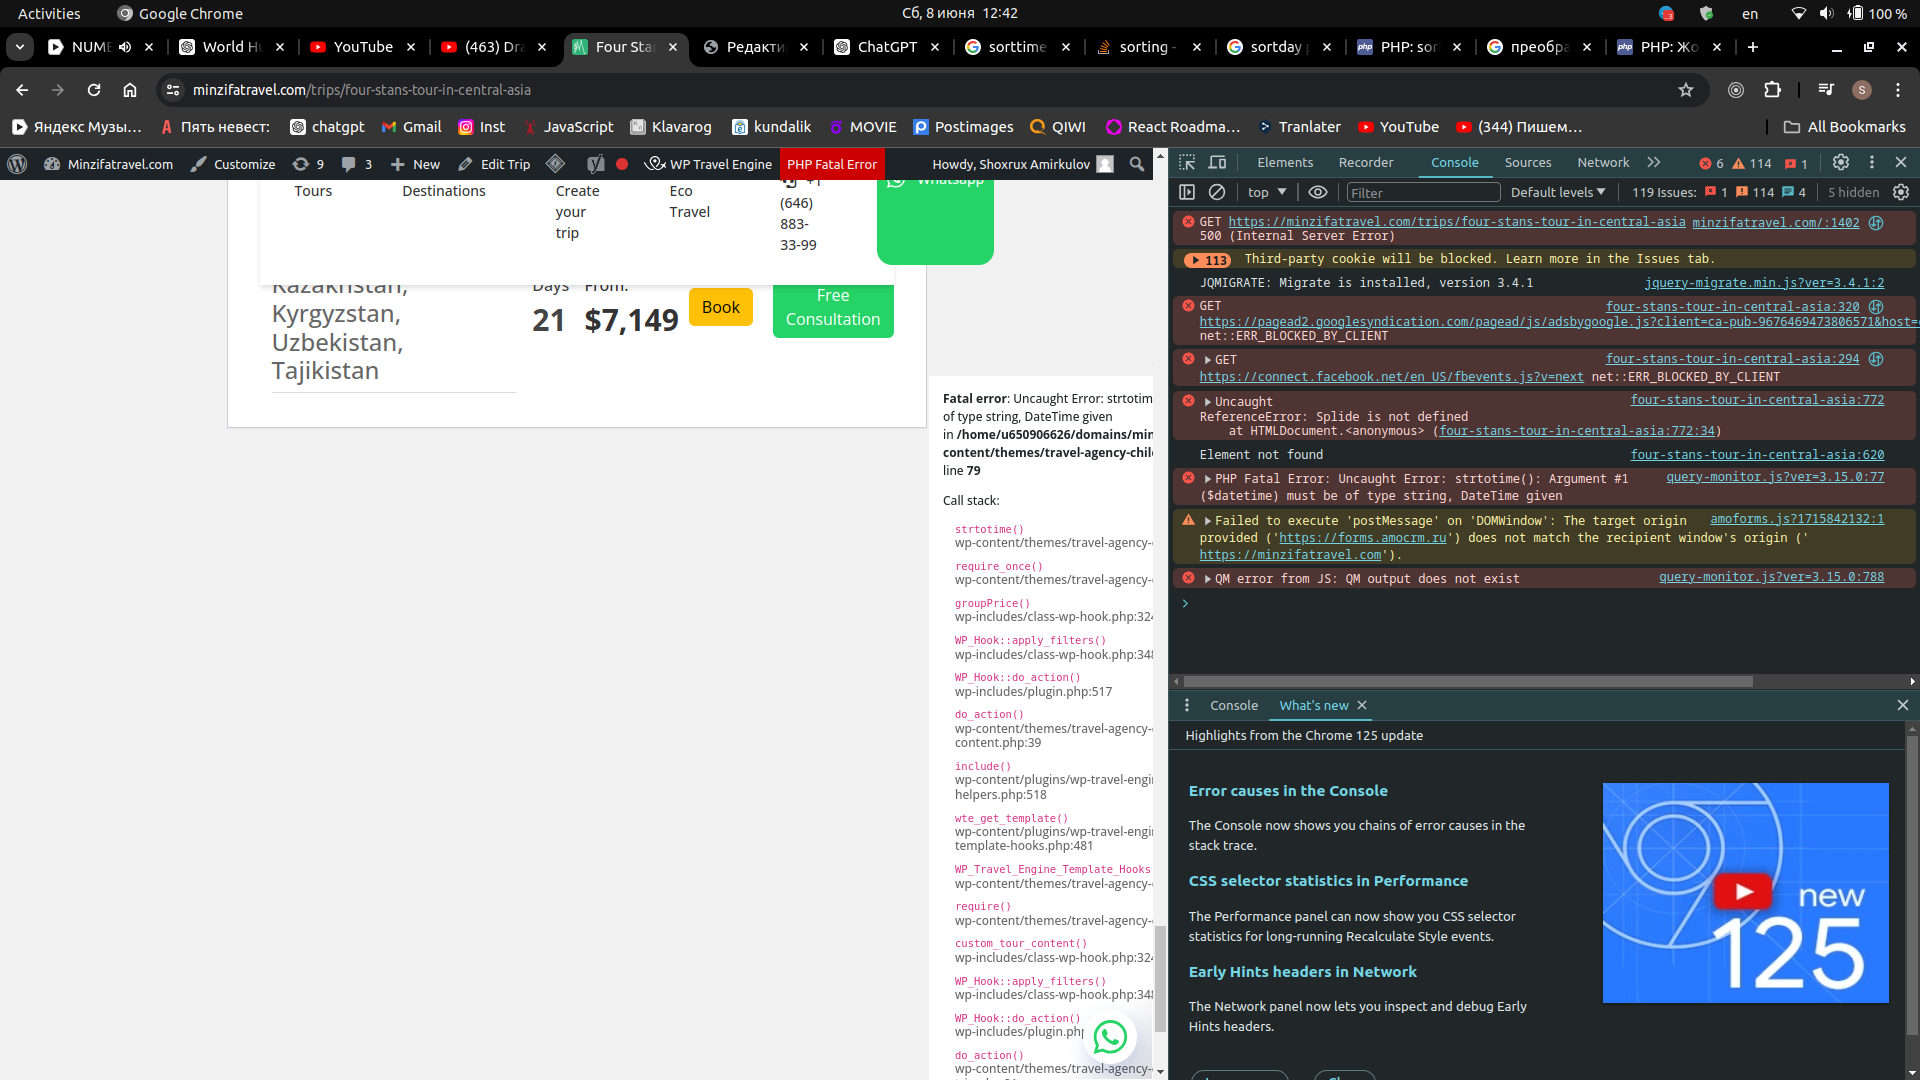 Activities
Google Chrome
Сб, 8 июня 12:42
en
100 %
NUME
World Hu
YouTube
(463) Dra
Four Sta
Редакти
ChatGPT
sorttime
sorting -
sortday p
PHP: sor
преобра
PHP: Жо
minzifatravel.com/trips/four-stans-tour-in-central-asia
S
Яндекс Музы…
Пять невест:
chatgpt
Gmail
Inst
JavaScript
Klavarog
kundalik
MOVIE
Postimages
QIWI
React Roadma…
Tranlater
YouTube
(344) Пишем…
All Bookmarks
Minzifatravel.com
Customize
9
3
New
Edit Trip
WP Travel Engine
PHP Fatal Error
Howdy, Shoxrux Amirkulov
Tours
Destinations
Create
your
trip
Eco
Travel
+1
(646)
883-
33-99
Whatsapp
Kazakhstan,
Kyrgyzstan,
Uzbekistan,
Tajikistan
Days
21
From:
$7,149
Book
Free
Consultation
Fatal error: Uncaught Error: strtotim
of type string, DateTime given
in /home/u650906626/domains/min
content/themes/travel-agency-chil
line 79
Call stack:
strtotime()
wp-content/themes/travel-agency-
require_once()
wp-content/themes/travel-agency-
groupPrice()
wp-includes/class-wp-hook.php:324
WP_Hook::apply_filters()
wp-includes/class-wp-hook.php:348
WP_Hook::do_action()
wp-includes/plugin.php:517
do_action()
wp-content/themes/travel-agency-
content.php:39
include()
wp-content/plugins/wp-travel-engi
helpers.php:518
wte_get_template()
wp-content/plugins/wp-travel-engi
template-hooks.php:481
WP_Travel_Engine_Template_Hooks
wp-content/themes/travel-agency-
require()
wp-content/themes/travel-agency-
custom_tour_content()
wp-includes/class-wp-hook.php:324
WP_Hook::apply_filters()
wp-includes/class-wp-hook.php:348
WP_Hook::do_action()
wp-includes/plugin.php
do_action()
wp-content/themes/travel-agency-
Elements
Recorder
Console
Sources
Network
6
114
1
top
Filter
Default levels
119 Issues:
1
114
4
5 hidden
GET https://minzifatravel.com/trips/four-stans-tour-in-central-asia minzifatravel.com/:1402
500 (Internal Server Error)
113 Third-party cookie will be blocked. Learn more in the Issues tab.
JQMIGRATE: Migrate is installed, version 3.4.1 jquery-migrate.min.js?ver=3.4.1:2
GET four-stans-tour-in-central-asia:320
https://pagead2.googlesyndication.com/pagead/js/adsbygoogle.js?client=ca-pub-9676469473806571&host=
net::ERR_BLOCKED_BY_CLIENT
GET four-stans-tour-in-central-asia:294
https://connect.facebook.net/en_US/fbevents.js?v=next net::ERR_BLOCKED_BY_CLIENT
Uncaught four-stans-tour-in-central-asia:772
ReferenceError: Splide is not defined
at HTMLDocument.<anonymous> (four-stans-tour-in-central-asia:772:34)
Element not found four-stans-tour-in-central-asia:620
PHP Fatal Error: Uncaught Error: strtotime(): Argument #1 query-monitor.js?ver=3.15.0:77
($datetime) must be of type string, DateTime given
Failed to execute 'postMessage' on 'DOMWindow': The target origin amoforms.js?1715842132:1
provided ('https://forms.amocrm.ru') does not match the recipient window's origin ('
https://minzifatravel.com').
QM error from JS: QM output does not exist query-monitor.js?ver=3.15.0:788
Console
What's new
Highlights from the Chrome 125 update
Error causes in the Console
The Console now shows you chains of error causes in the
stack trace.
CSS selector statistics in Performance
The Performance panel can now show you CSS selector
statistics for long-running Recalculate Style events.
Early Hints headers in Network
The Network panel now lets you inspect and debug Early
Hints headers.
new
125